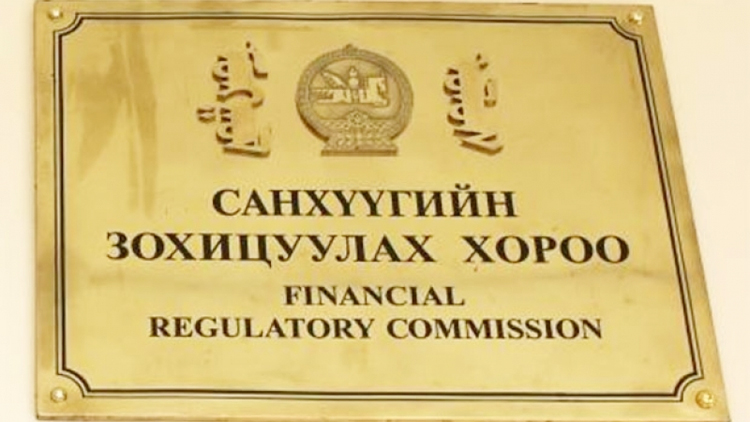 САНХҮҮГИЙН
ЗОХИЦУУЛАХ ХОРОО
FINANCIAL
REGULATORY COMMISSION